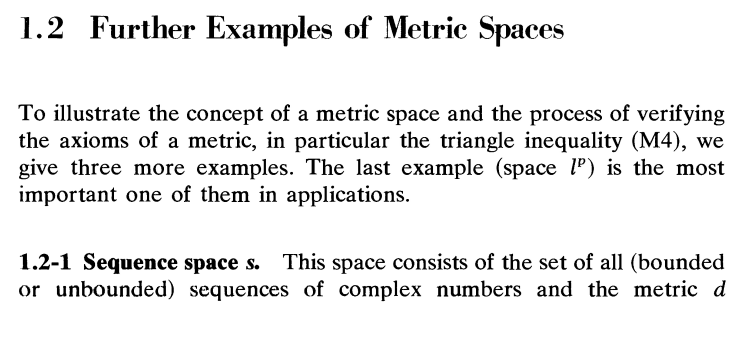 1.2 Further Examples of Metric Spaces
To illustrate the concept of a metric space and the process of verifying
the axioms of a metric, in particular the triangle inequality (M4), we
give three more examples. The last example (space lᵖ) is the most
important one of them in applications.
1.2-1 Sequence space s. This space consists of the set of all (bounded
or unbounded) sequences of complex numbers and the metric d